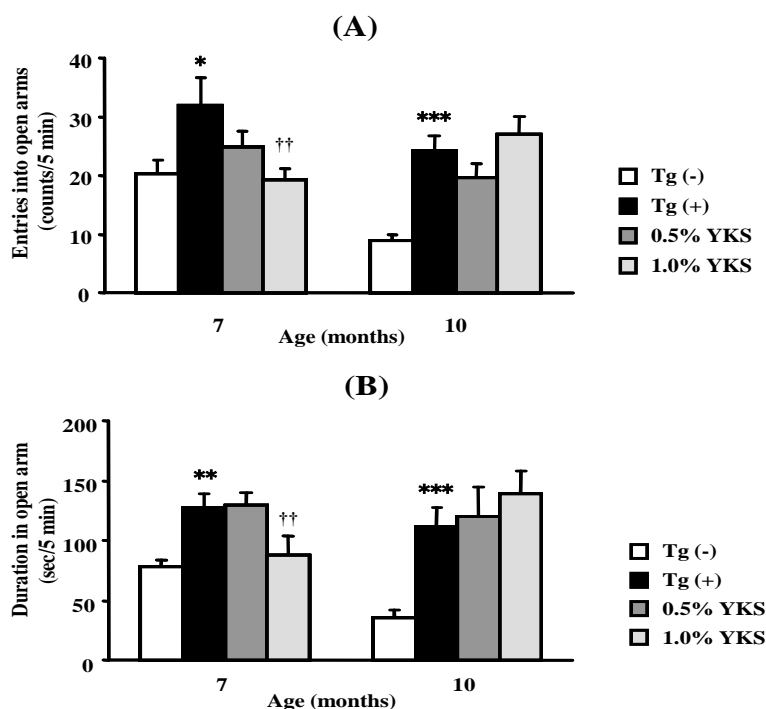 (A)
Entries into open arms
(counts/5 min)
40
30
20
10
0
*
††
***
7
10
Age (months)
Tg (-)
Tg (+)
0.5% YKS
1.0% YKS
(B)
Duration in open arm
(sec/5 min)
200
150
100
50
0
**
††
***
7
10
Age (months)
Tg (-)
Tg (+)
0.5% YKS
1.0% YKS